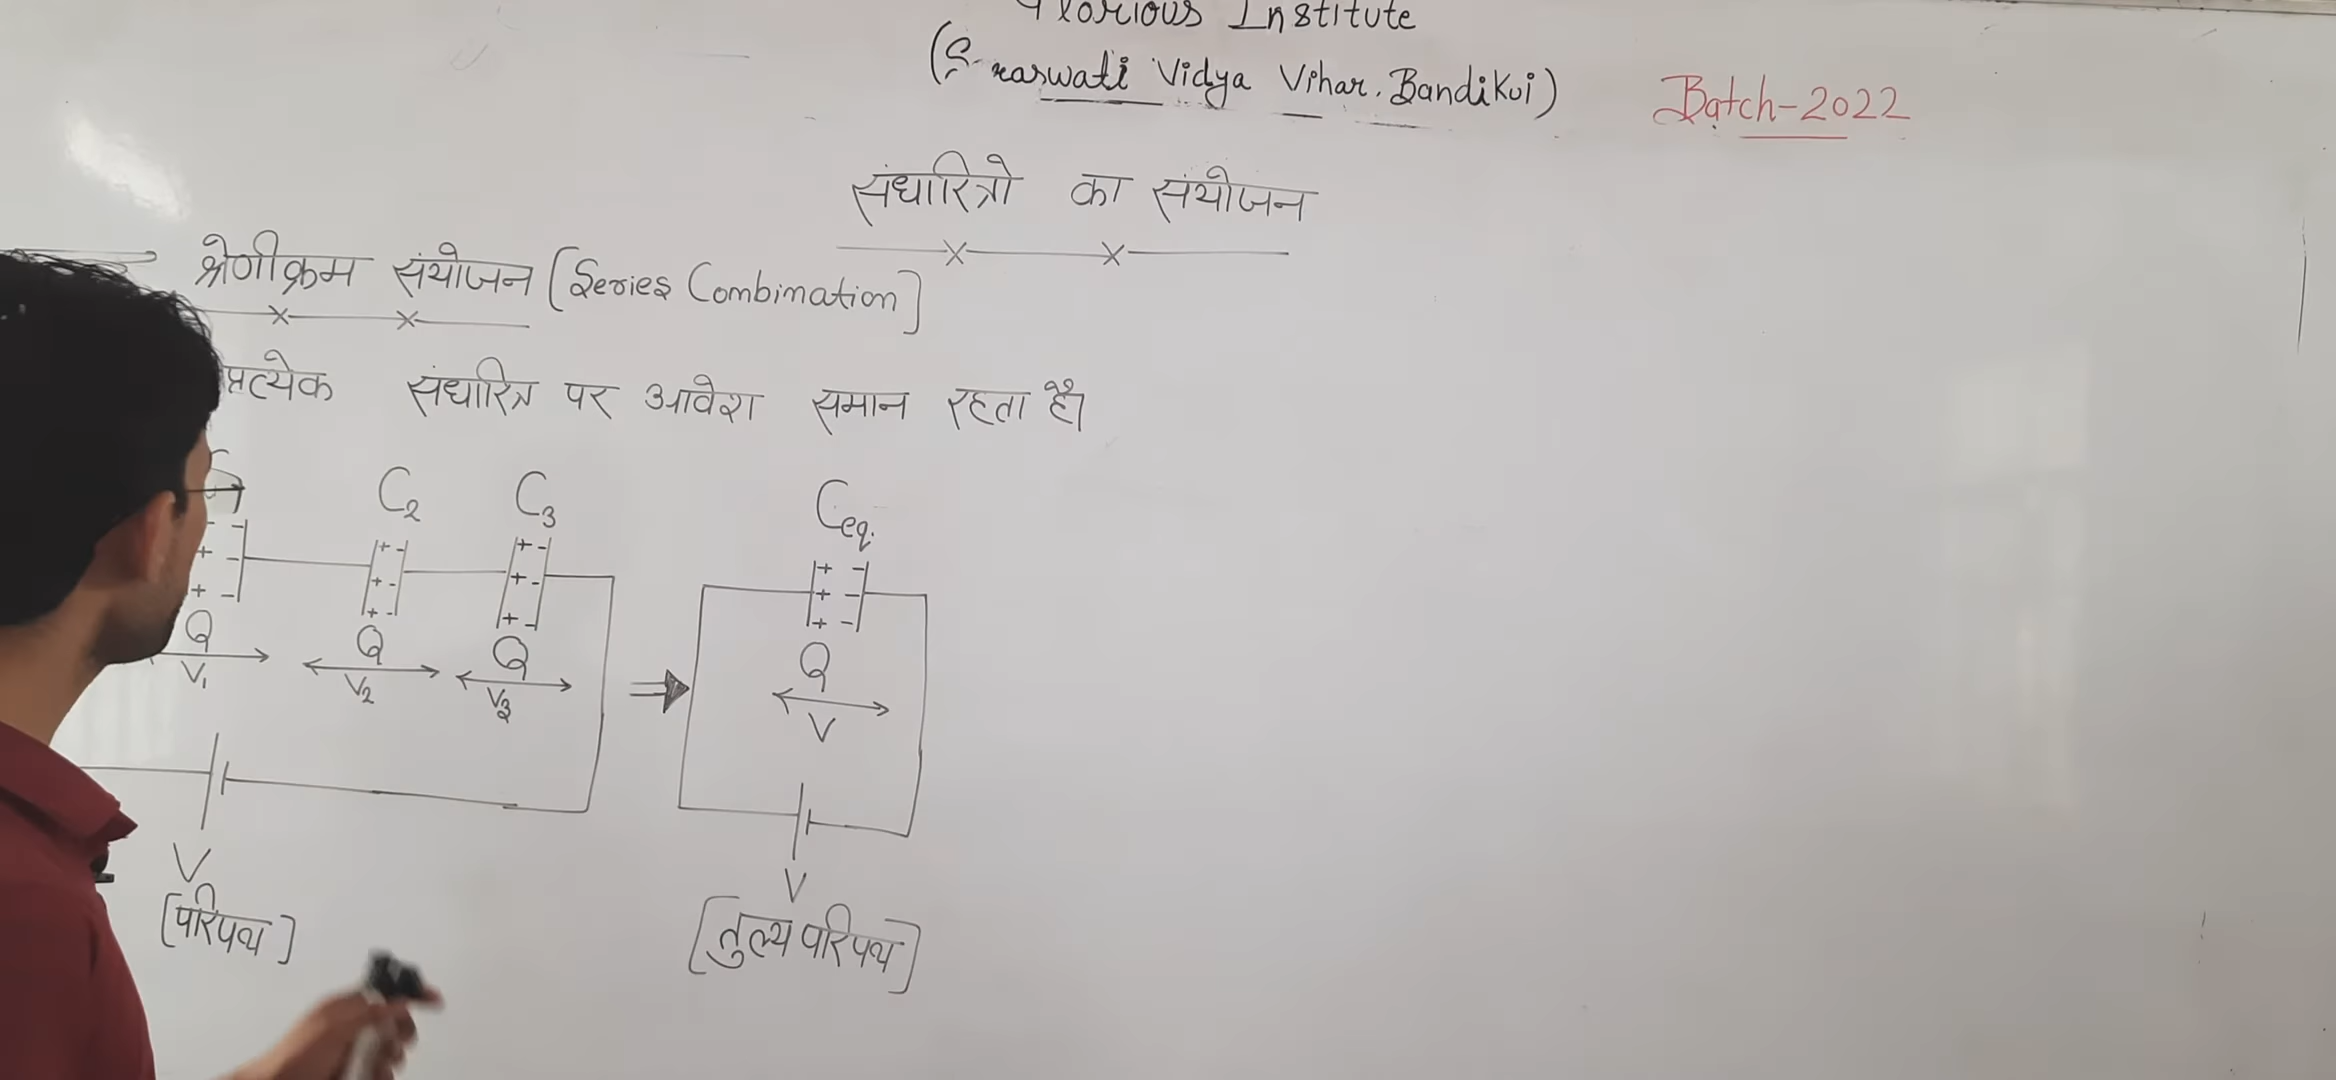 Institute
Vidya Vihar. Bandikui)
Batch-2022
संधारित्रो का संयोजन
श्रेणीक्रम संयोजन [Series Combination]
प्रत्येक संधारित्र पर आवेश समान रहता है।
C2 C3 Ceq.
Q Q Q Q
V1 V2 V3 V
V V
[परिपथ] [तुल्य परिपथ]